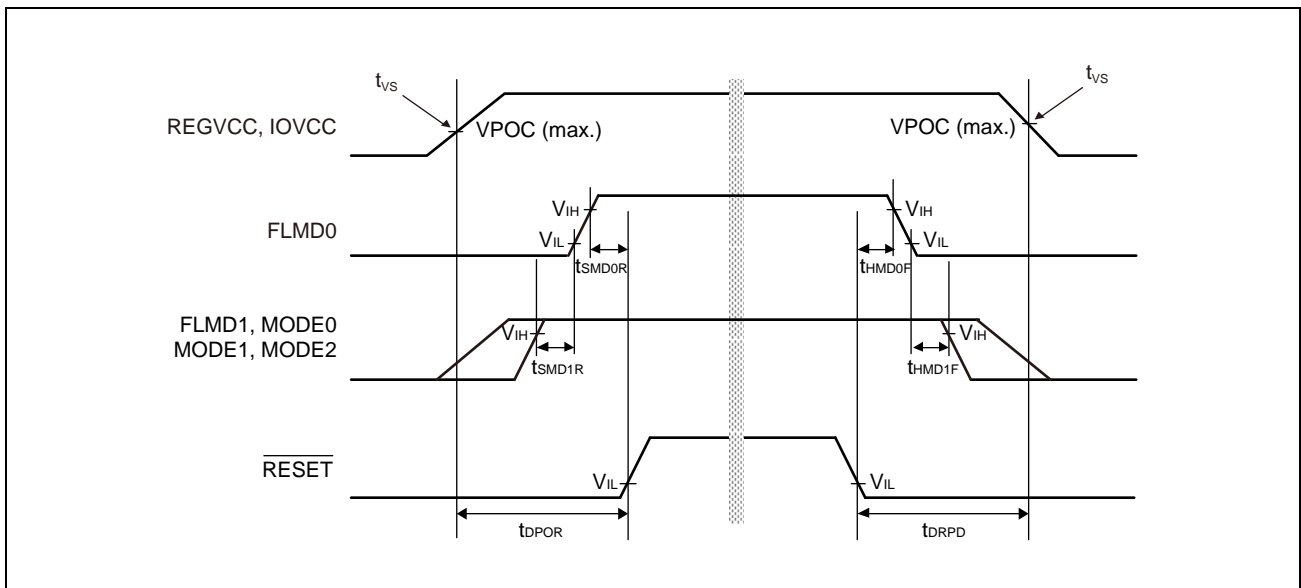 tVS
tVS
REGVCC, IOVCC
VPOC (max.)
VPOC (max.)
FLMD0
VIH
VIL
tSMD0R
VIH
VIL
tHMD0F
FLMD1, MODE0
MODE1, MODE2
VIH
tSMD1R
VIH
tHMD1F
RESET
VIL
VIL
tDPOR
tDRPD